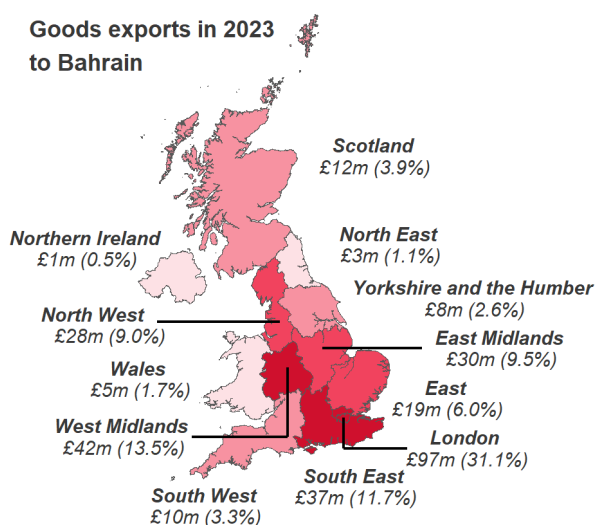 Goods exports in 2023
to Bahrain
Scotland
£12m (3.9%)
Northern Ireland
£1m (0.5%)
North East
£3m (1.1%)
Yorkshire and the Humber
£8m (2.6%)
North West
£28m (9.0%)
East Midlands
£30m (9.5%)
Wales
£5m (1.7%)
East
£19m (6.0%)
West Midlands
£42m (13.5%)
London
£97m (31.1%)
South East
£37m (11.7%)
South West
£10m (3.3%)